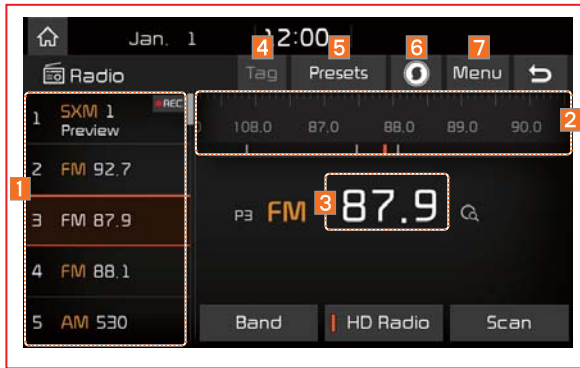 Jan. 1 12:00
4 5 6 7
Radio Tag Presets Menu
1 SXM 1 REC
Preview
108.0 87.0 88.0 89.0 90.0 2
2 FM 92.7
1
3 FM 87.9
P3 FM 3 87.9
4 FM 88.1
5 AM 530
Band HD Radio Scan